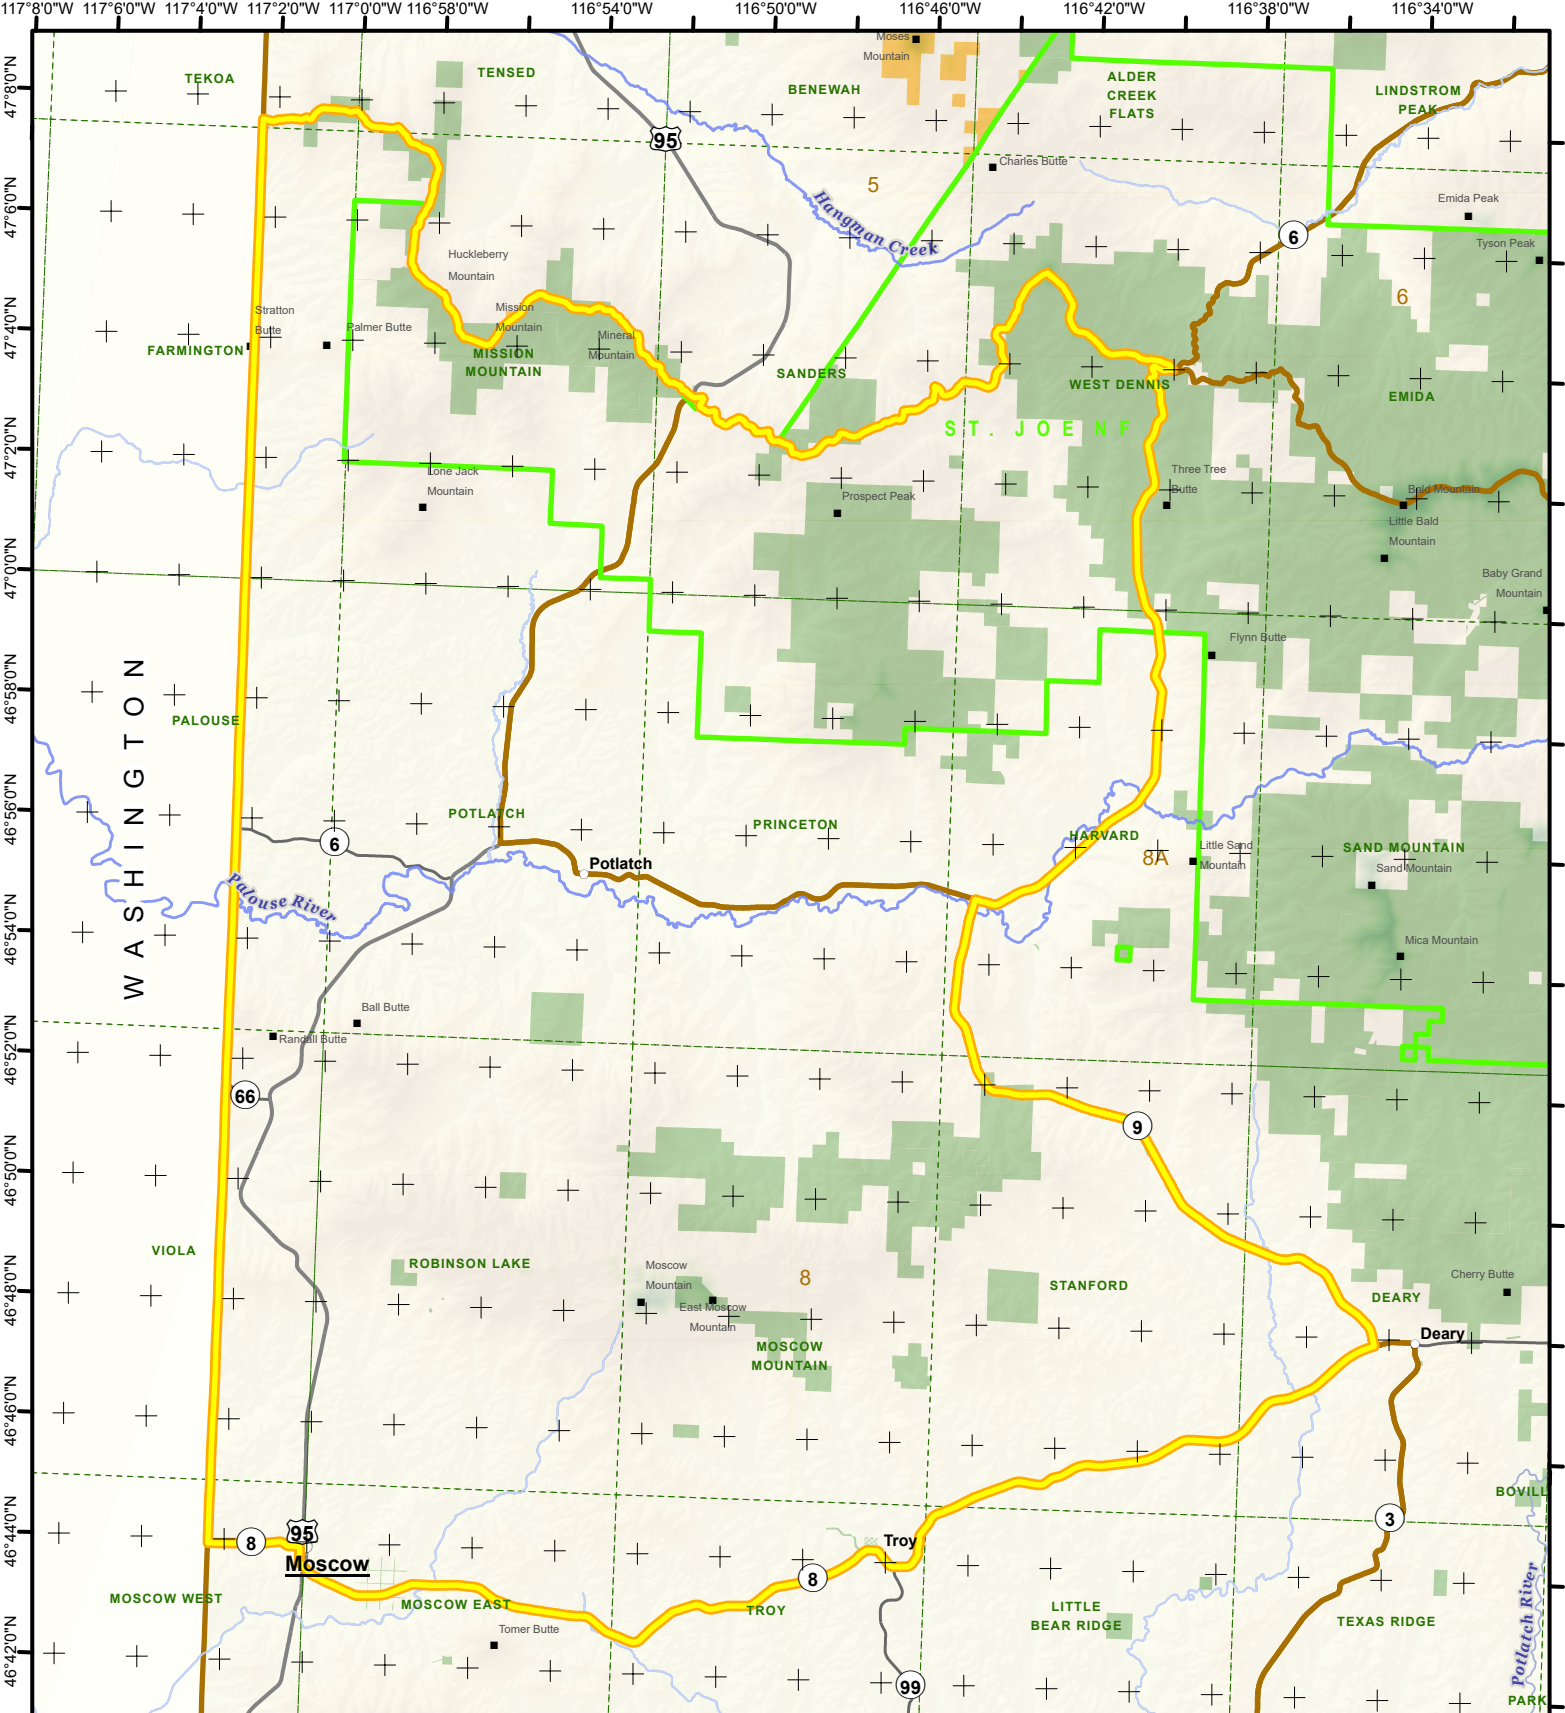 117°8'0"W
117°4'0"W
117°2'0"W
117°0'0"W
116°58'0"W
116°54'0"W
116°50'0"W
116°46'0"W
116°42'0"W
116°38'0"W
116°34'0"W
47°8'0"N
47°6'0"N
47°4'0"N
47°2'0"N
47°0'0"N
46°58'0"N
46°56'0"N
46°54'0"N
46°52'0"N
46°50'0"N
46°48'0"N
46°46'0"N
46°44'0"N
46°42'0"N
TEKOA
TENSED
BENEWAH
Moses
Mountain
ALDER
CREEK
FLATS
LINDSTROM
PEAK
95
Charles Butte
5
Hangman Creek
Emida Peak
6
Tyson Peak
Huckleberry
Mountain
6
Stratton
Butte
Mission
Mountain
Palmer Butte
Mineral
Mountain
FARMINGTON
MISSION
MOUNTAIN
SANDERS
WEST DENNIS
EMIDA
ST. JOE NF
Lone Jack
Mountain
Three Tree
Butte
Prospect Peak
Bald Mountain
Little Bald
Mountain
Baby Grand
Mountain
Flynn Butte
WASHINGTON
PALOUSE
POTLATCH
PRINCETON
HARVARD
6
Potlatch
8A
Little Sand
Mountain
SAND MOUNTAIN
Sand Mountain
Palouse River
Mica Mountain
Ball Butte
Randall Butte
66
9
VIOLA
ROBINSON LAKE
Moscow
Mountain
8
East Moscow
Mountain
STANFORD
Cherry Butte
DEARY
Deary
MOSCOW
MOUNTAIN
BOVILL
3
95
8
Troy
Moscow
8
MOSCOW WEST
MOSCOW EAST
TROY
LITTLE
BEAR RIDGE
TEXAS RIDGE
Tomer Butte
Potlatch River
99
PARK